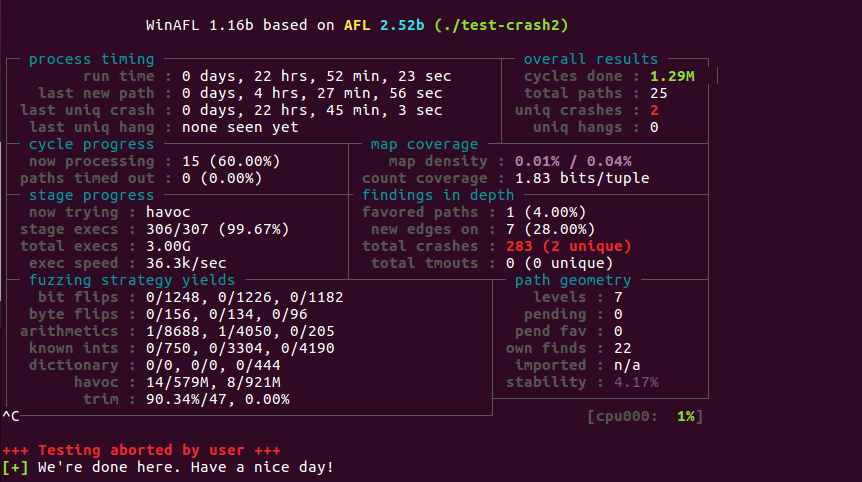 WinAFL 1.16b based on AFL 2.52b (./test-crash2)
process timing overall results
run time : 0 days, 22 hrs, 52 min, 23 sec cycles done : 1.29M
last new path : 0 days, 4 hrs, 27 min, 56 sec total paths : 25
last uniq crash : 0 days, 22 hrs, 45 min, 3 sec uniq crashes : 2
last uniq hang : none seen yet uniq hangs : 0
cycle progress map coverage
now processing : 15 (60.00%) map density : 0.01% / 0.04%
paths timed out : 0 (0.00%) count coverage : 1.83 bits/tuple
stage progress findings in depth
now trying : havoc favored paths : 1 (4.00%)
stage execs : 306/307 (99.67%) new edges on : 7 (28.00%)
total execs : 3.00G total crashes : 283 (2 unique)
exec speed : 36.3k/sec total tmouts : 0 (0 unique)
fuzzing strategy yields path geometry
bit flips : 0/1248, 0/1226, 0/1182 levels : 7
byte flips : 0/156, 0/134, 0/96 pending : 0
arithmetics : 1/8688, 1/4050, 0/205 pend fav : 0
known ints : 0/750, 0/3304, 0/4190 own finds : 22
dictionary : 0/0, 0/0, 0/444 imported : n/a
havoc : 14/579M, 8/921M stability : 4.17%
trim : 90.34%/47, 0.00%
^C [cpu000: 1%]
+++ Testing aborted by user +++
[+] We're done here. Have a nice day!